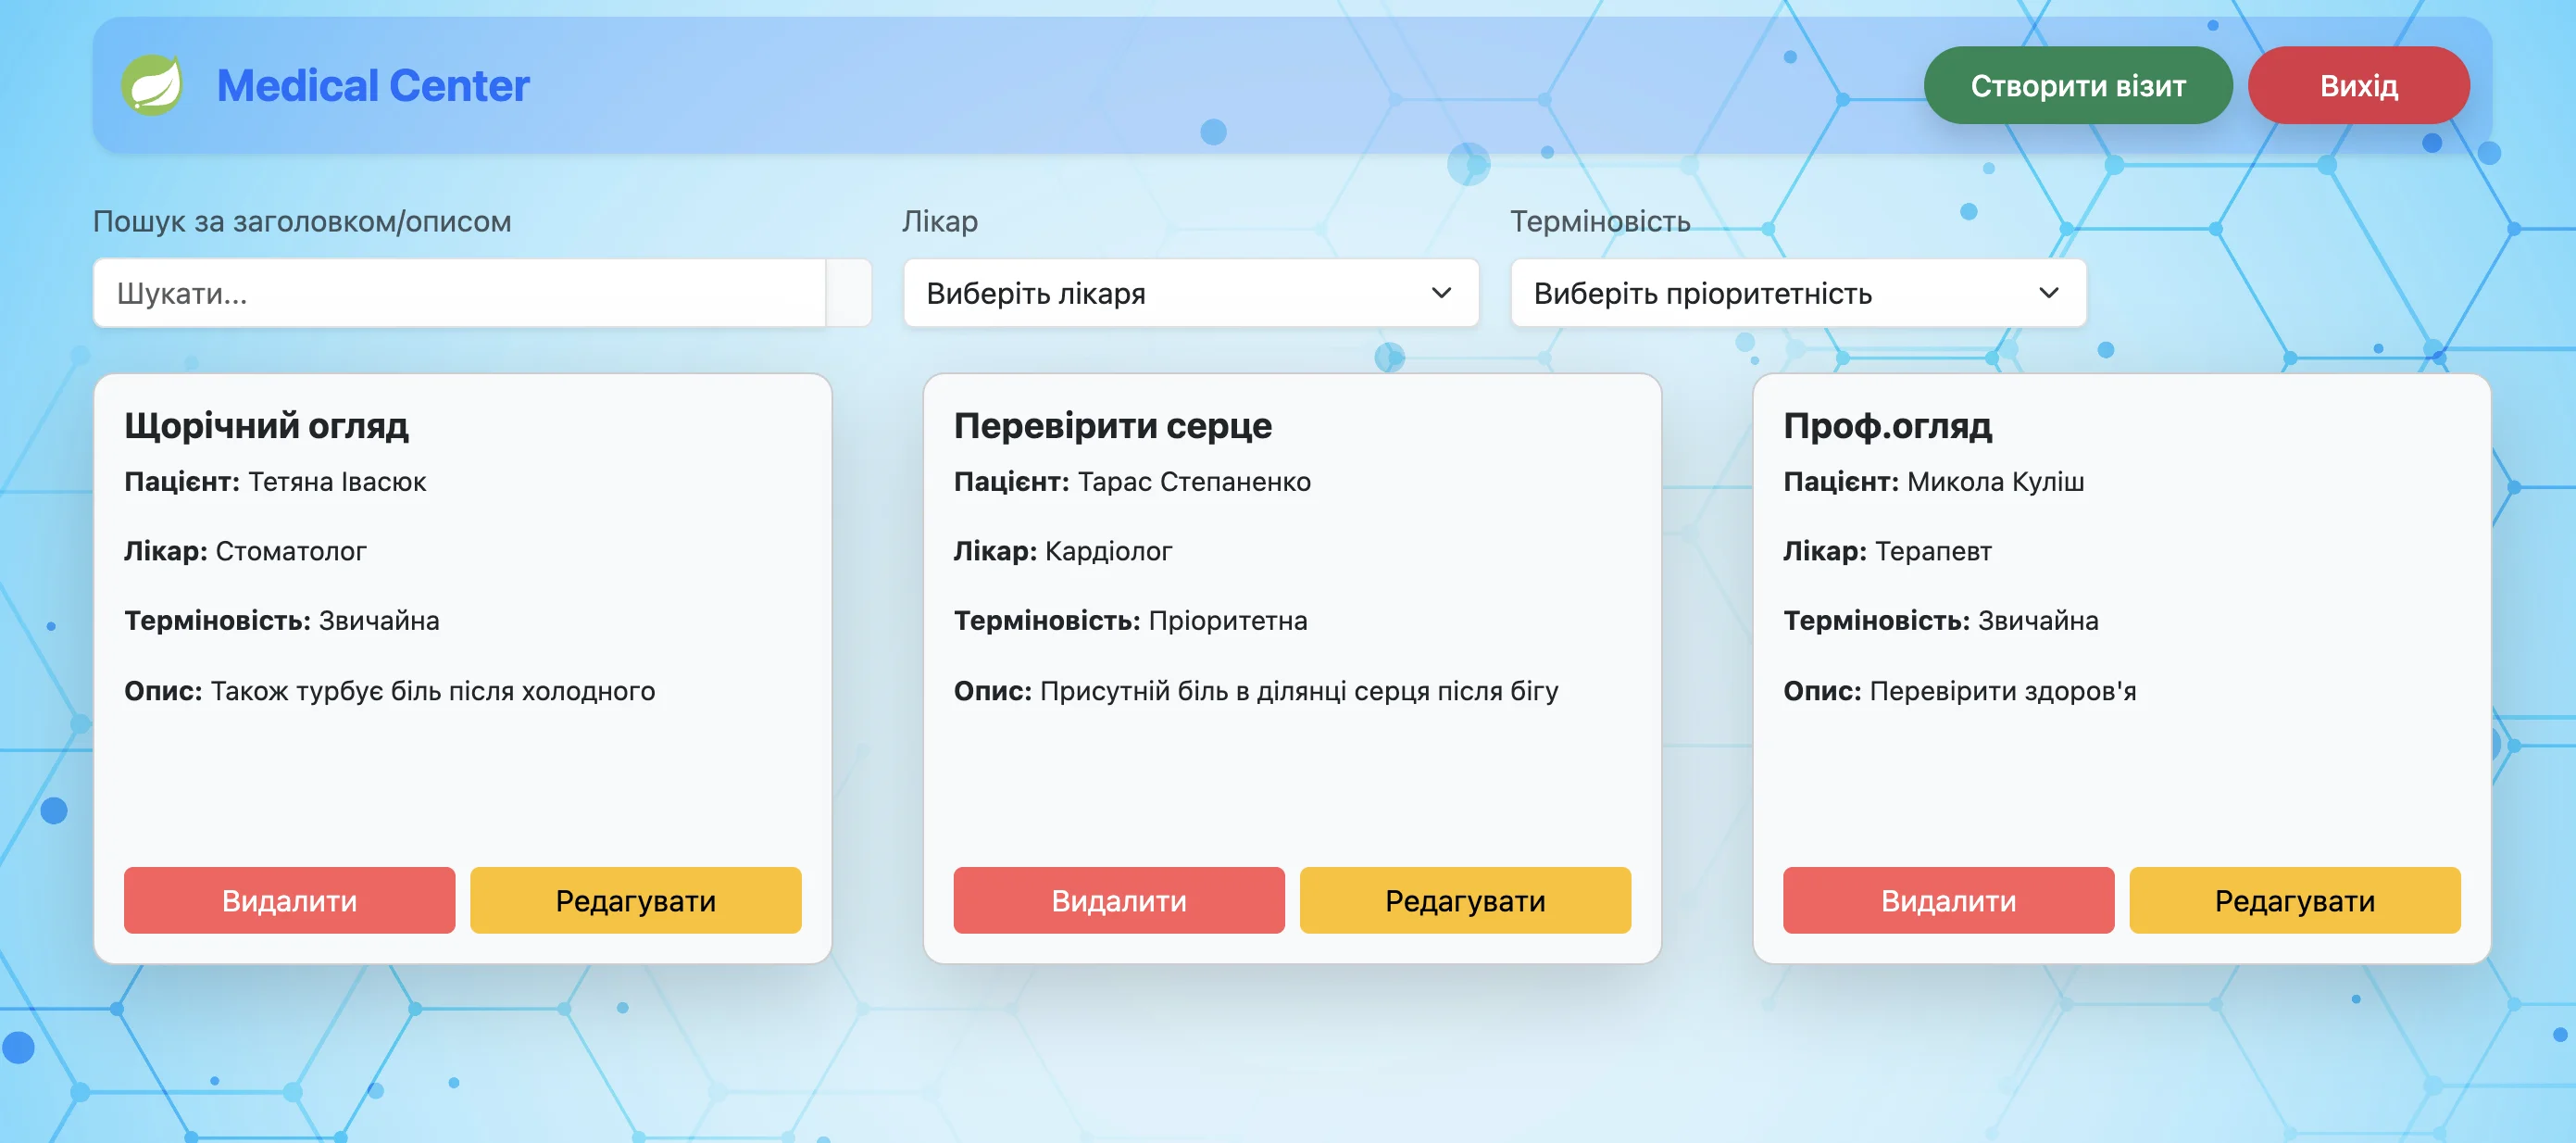 Medical Center
Створити візит
Вихід
Пошук за заголовком/описом
Лікар
Терміновість
Шукати...
Виберіть лікаря
Виберіть пріоритетність
Щорічний огляд
Пацієнт: Тетяна Івасюк
Лікар: Стоматолог
Терміновість: Звичайна
Опис: Також турбує біль після холодного
Видалити
Редагувати
Перевірити серце
Пацієнт: Тарас Степаненко
Лікар: Кардіолог
Терміновість: Пріоритетна
Опис: Присутній біль в ділянці серця після бігу
Видалити
Редагувати
Проф.огляд
Пацієнт: Микола Куліш
Лікар: Терапевт
Терміновість: Звичайна
Опис: Перевірити здоров'я
Видалити
Редагувати